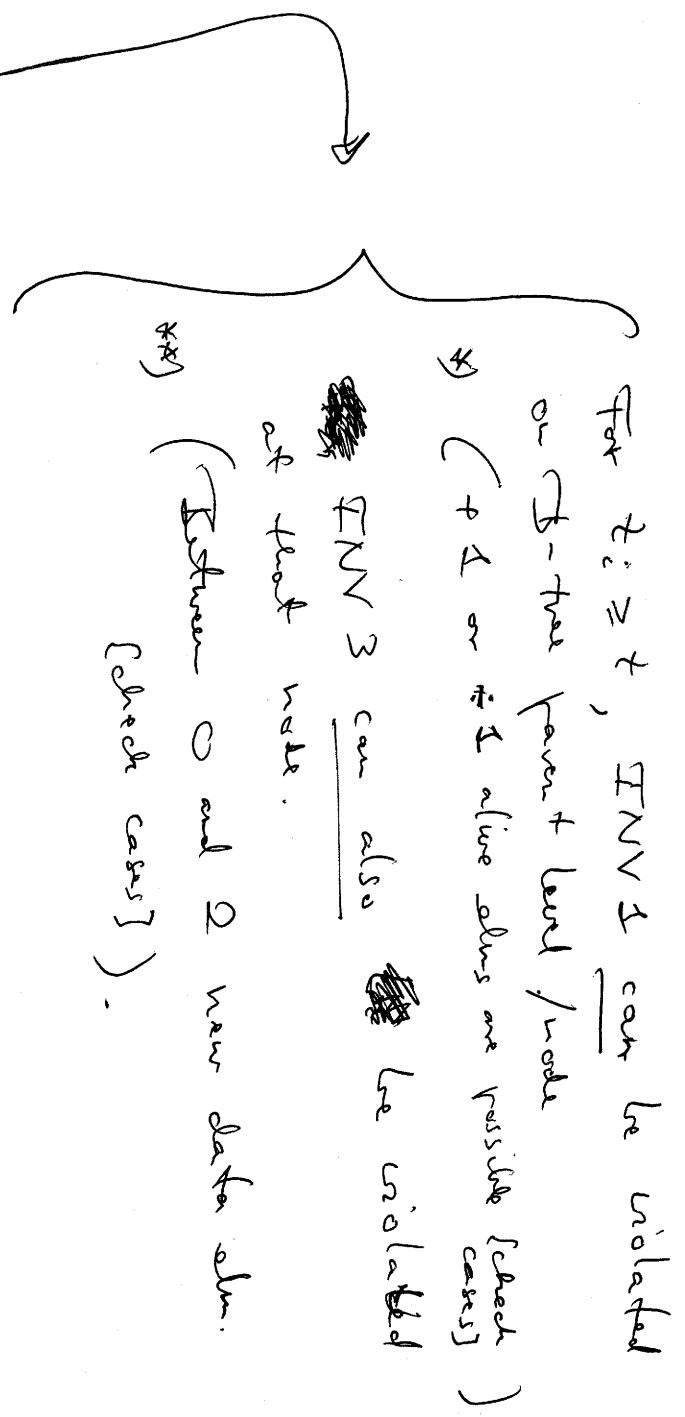 For tᵢ ≥ t, INV 1 can be violated
on B-tree parent level/node
*) (+1 or -1 alive elms are possible [check
cases])
INV 3 can also be violated
at that node.
**) (Between 0 and 2 new data elm.
[check cases]).